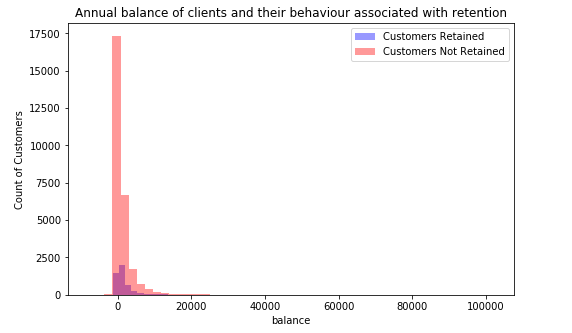 Annual balance of clients and their behaviour associated with retention
Customers Retained
Customers Not Retained
Count of Customers
17500
15000
12500
10000
7500
5000
2500
0
0
20000
40000
60000
80000
100000
balance